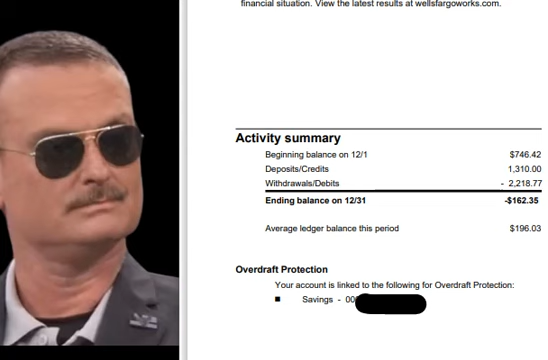 financial situation. View the latest results at wellsfargoworks.com.
Activity summary
Beginning balance on 12/1 $746.42
Deposits/Credits 1,310.00
Withdrawals/Debits - 2,218.77
Ending balance on 12/31 -$162.35
Average ledger balance this period $196.03
Overdraft Protection
Your account is linked to the following for Overdraft Protection:
■ Savings - 00